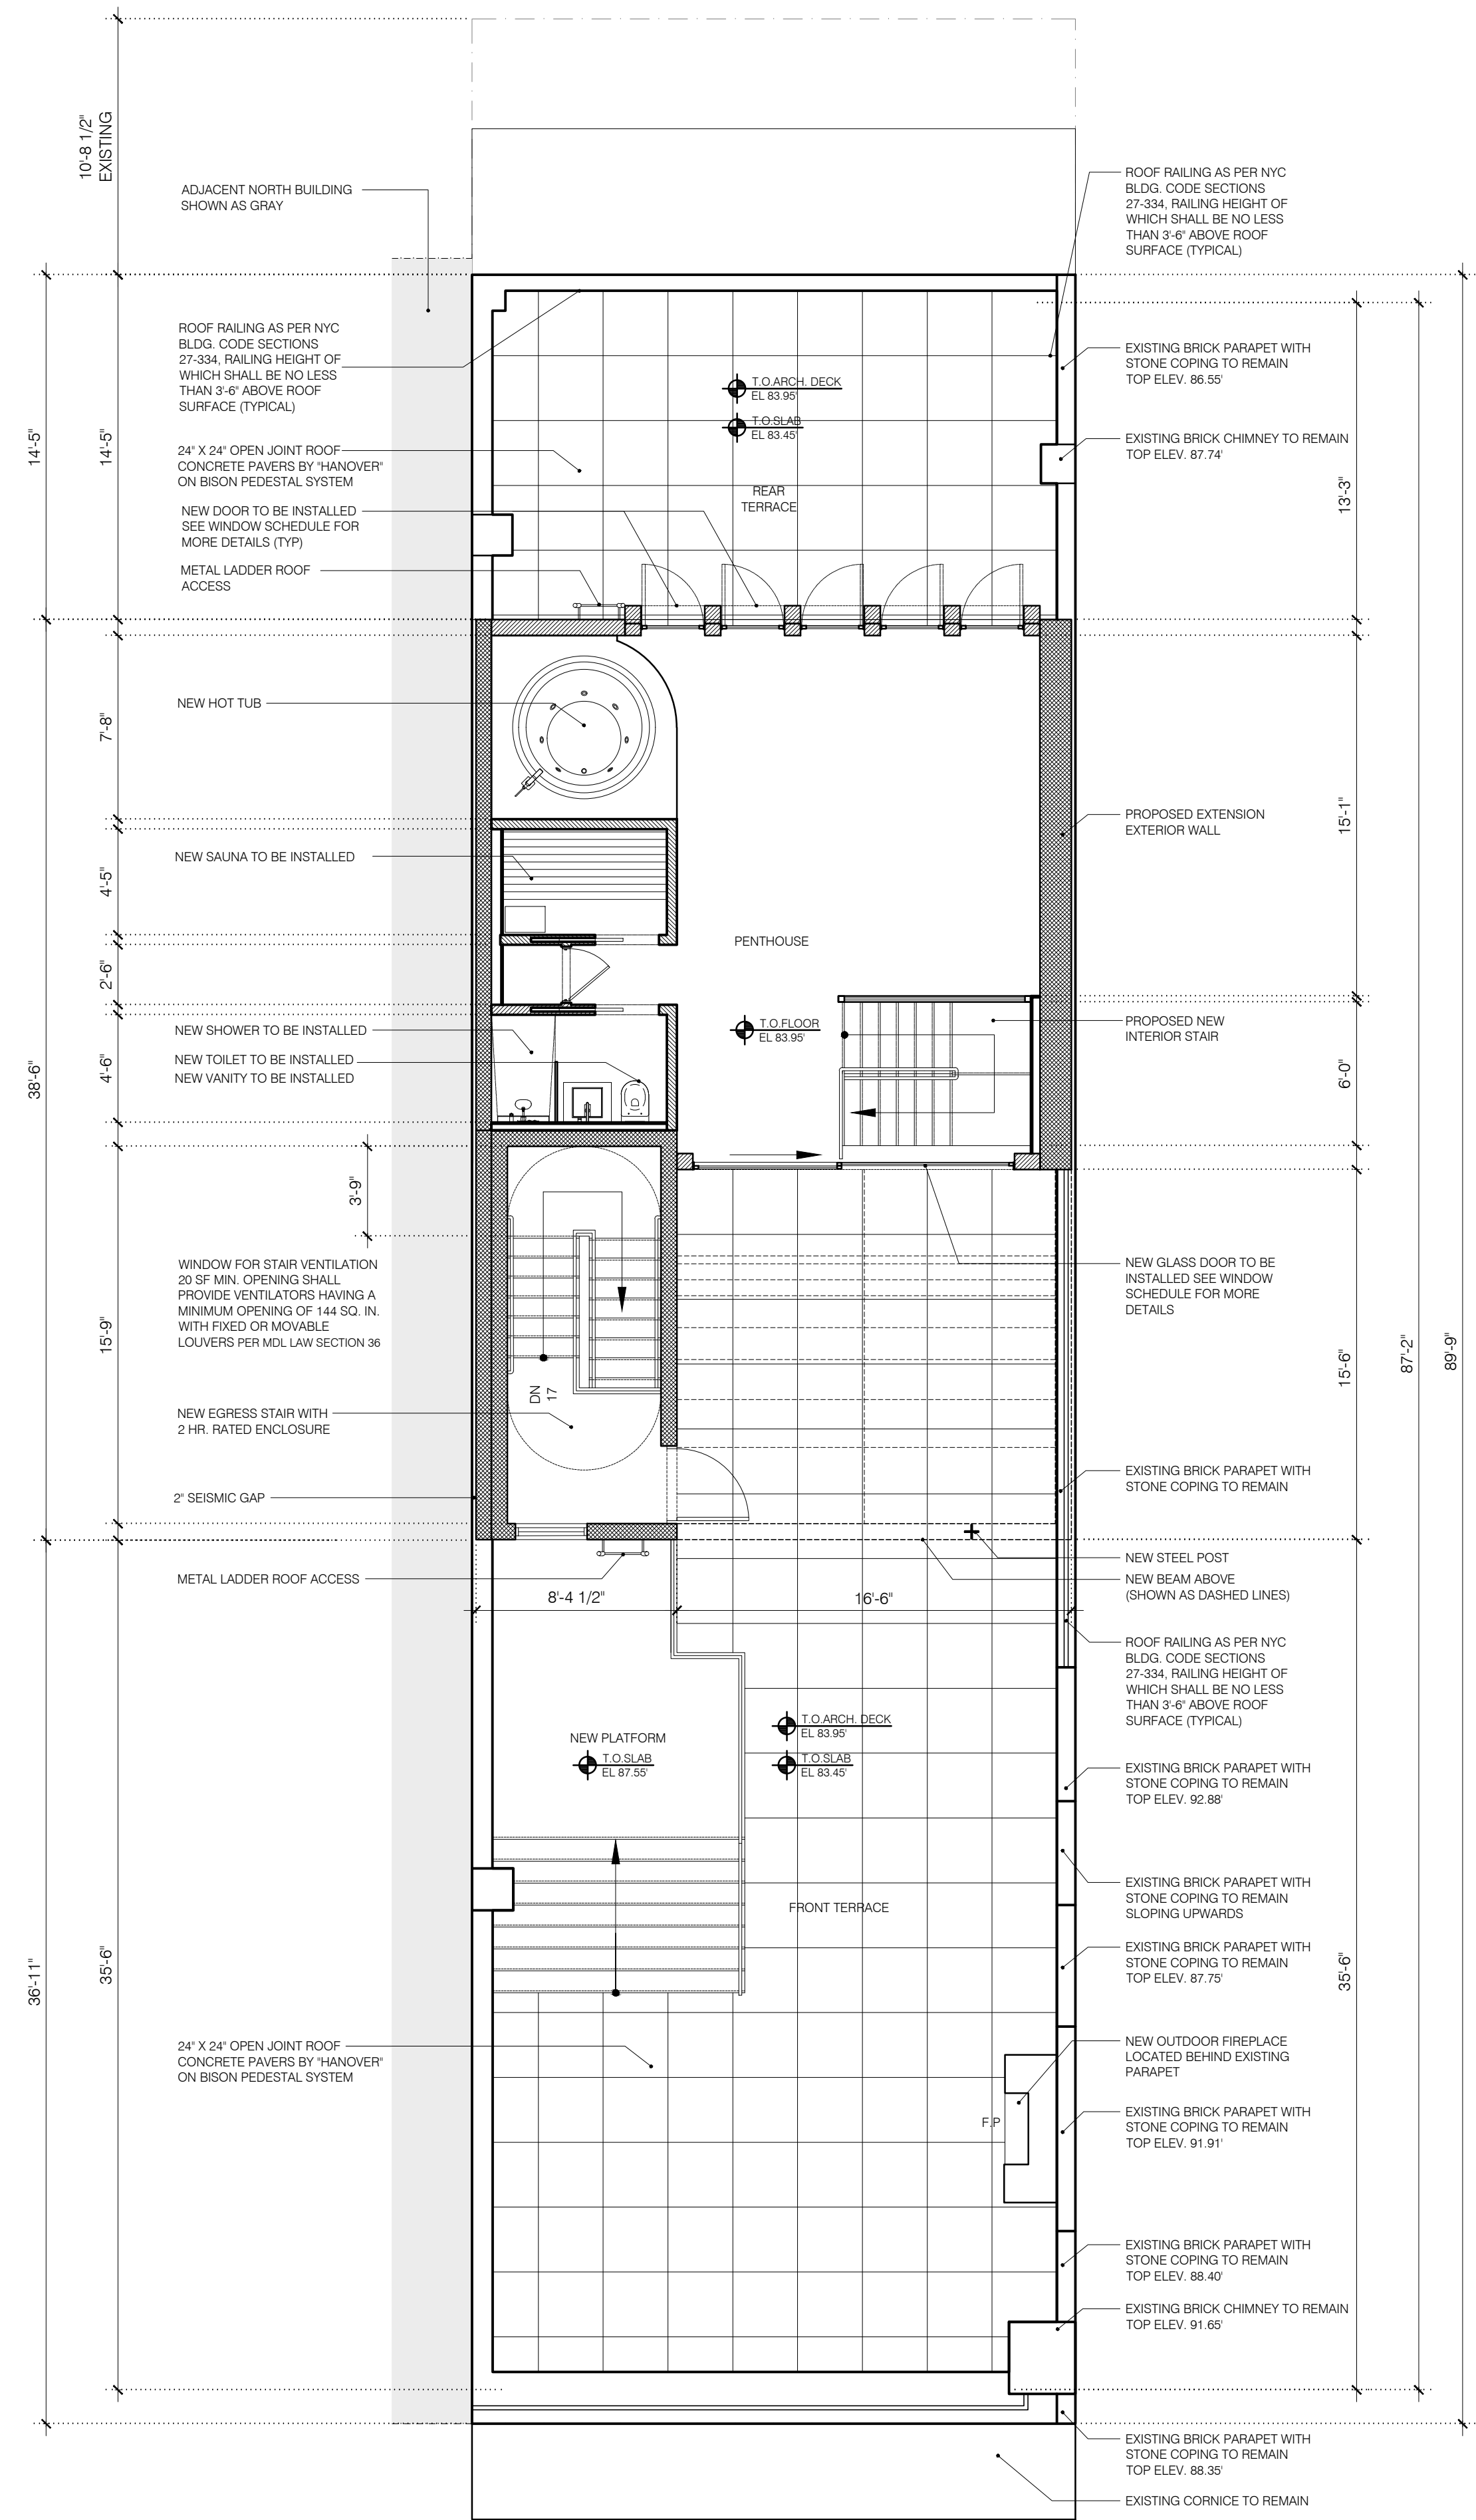 10'-8 1/2"
EXISTING
ADJACENT NORTH BUILDING
SHOWN AS GRAY
ROOF RAILING AS PER NYC
BLDG. CODE SECTIONS
27-334, RAILING HEIGHT OF
WHICH SHALL BE NO LESS
THAN 3'-6" ABOVE ROOF
SURFACE (TYPICAL)
24" X 24" OPEN JOINT ROOF
CONCRETE PAVERS BY "HANOVER"
ON BISON PEDESTAL SYSTEM
NEW DOOR TO BE INSTALLED
SEE WINDOW SCHEDULE FOR
MORE DETAILS (TYP)
METAL LADDER ROOF
ACCESS
14'-5"
14'-5"
NEW HOT TUB
7'-8"
NEW SAUNA TO BE INSTALLED
4'-5"
2'-6"
NEW SHOWER TO BE INSTALLED
NEW TOILET TO BE INSTALLED
NEW VANITY TO BE INSTALLED
4'-6"
38'-6"
3'-9"
WINDOW FOR STAIR VENTILATION
20 SF MIN. OPENING SHALL
PROVIDE VENTILATORS HAVING A
MINIMUM OPENING OF 144 SQ. IN.
WITH FIXED OR MOVABLE
LOUVERS PER MDL LAW SECTION 36
15'-9"
NEW EGRESS STAIR WITH
2 HR. RATED ENCLOSURE
2" SEISMIC GAP
METAL LADDER ROOF ACCESS
36'-11"
35'-6"
24" X 24" OPEN JOINT ROOF
CONCRETE PAVERS BY "HANOVER"
ON BISON PEDESTAL SYSTEM
T.O.ARCH. DECK
EL 83.95'
T.O.SLAB
EL 83.45'
REAR
TERRACE
PENTHOUSE
T.O.FLOOR
EL 83.95'
DN
17
8'-4 1/2"
16'-6"
NEW PLATFORM
T.O.SLAB
EL 87.55'
T.O.ARCH. DECK
EL 83.95'
T.O.SLAB
EL 83.45'
FRONT TERRACE
F.P
ROOF RAILING AS PER NYC
BLDG. CODE SECTIONS
27-334, RAILING HEIGHT OF
WHICH SHALL BE NO LESS
THAN 3'-6" ABOVE ROOF
SURFACE (TYPICAL)
EXISTING BRICK PARAPET WITH
STONE COPING TO REMAIN
TOP ELEV. 86.55'
EXISTING BRICK CHIMNEY TO REMAIN
TOP ELEV. 87.74'
13'-3"
PROPOSED EXTENSION
EXTERIOR WALL
15'-1"
PROPOSED NEW
INTERIOR STAIR
6'-0"
NEW GLASS DOOR TO BE
INSTALLED SEE WINDOW
SCHEDULE FOR MORE
DETAILS
15'-6"
87'-2"
89'-9"
EXISTING BRICK PARAPET WITH
STONE COPING TO REMAIN
NEW STEEL POST
NEW BEAM ABOVE
(SHOWN AS DASHED LINES)
ROOF RAILING AS PER NYC
BLDG. CODE SECTIONS
27-334, RAILING HEIGHT OF
WHICH SHALL BE NO LESS
THAN 3'-6" ABOVE ROOF
SURFACE (TYPICAL)
EXISTING BRICK PARAPET WITH
STONE COPING TO REMAIN
TOP ELEV. 92.88'
EXISTING BRICK PARAPET WITH
STONE COPING TO REMAIN
SLOPING UPWARDS
EXISTING BRICK PARAPET WITH
STONE COPING TO REMAIN
TOP ELEV. 87.75'
35'-6"
NEW OUTDOOR FIREPLACE
LOCATED BEHIND EXISTING
PARAPET
EXISTING BRICK PARAPET WITH
STONE COPING TO REMAIN
TOP ELEV. 91.91'
EXISTING BRICK PARAPET WITH
STONE COPING TO REMAIN
TOP ELEV. 88.40'
EXISTING BRICK CHIMNEY TO REMAIN
TOP ELEV. 91.65'
EXISTING BRICK PARAPET WITH
STONE COPING TO REMAIN
TOP ELEV. 88.35'
EXISTING CORNICE TO REMAIN